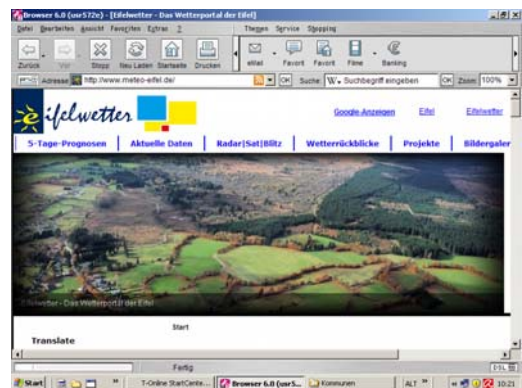 Browser 6.0 (usr572e) - [Eifelwetter - Das Wetterportal der Eifel]
Datei Bearbeiten Ansicht Favoriten Extras ? Themen Service Shopping
Zurück Vor Stopp Neu Laden Startseite Drucken eMail Favorit Favorit Filme Banking
Adresse http://www.meteo-eifel.de/ OK Suche W. Suchbegriff eingeben OK Zoom 100%
eifelwetter
Google-Anzeigen Eifel Eifelwetter
5-Tage-Prognosen Aktuelle Daten Radar|Sat|Blitz Wetterrückblicke Projekte Bildergaler
Eifelwetter - Das Wetterportal der Eifel
Start
Translate
Fertig DSL
Start T-Online StartCente... Browser 6.0 (usr5... Kommunen ALT 10:21